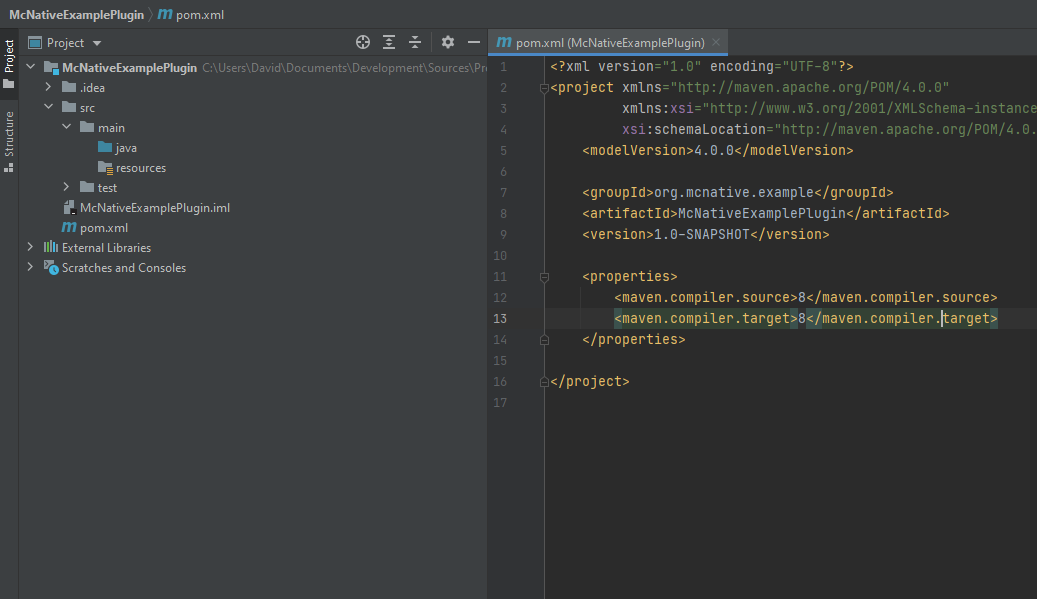 McNativeExamplePlugin m pom.xml
Project
Structure
Project
McNativeExamplePlugin C:\Users\David\Documents\Development\Sources\Pr
.idea
src
main
java
resources
test
McNativeExamplePlugin.iml
m pom.xml
External Libraries
Scratches and Consoles
m pom.xml (McNativeExamplePlugin)
1 <?xml version="1.0" encoding="UTF-8"?>
2 <project xmlns="http://maven.apache.org/POM/4.0.0"
3 xmlns:xsi="http://www.w3.org/2001/XMLSchema-instance
4 xsi:schemaLocation="http://maven.apache.org/POM/4.0.
5 <modelVersion>4.0.0</modelVersion>
6
7 <groupId>org.mcnative.example</groupId>
8 <artifactId>McNativeExamplePlugin</artifactId>
9 <version>1.0-SNAPSHOT</version>
10
11 <properties>
12 <maven.compiler.source>8</maven.compiler.source>
13 <maven.compiler.target>8</maven.compiler.target>
14 </properties>
15
16 </project>
17